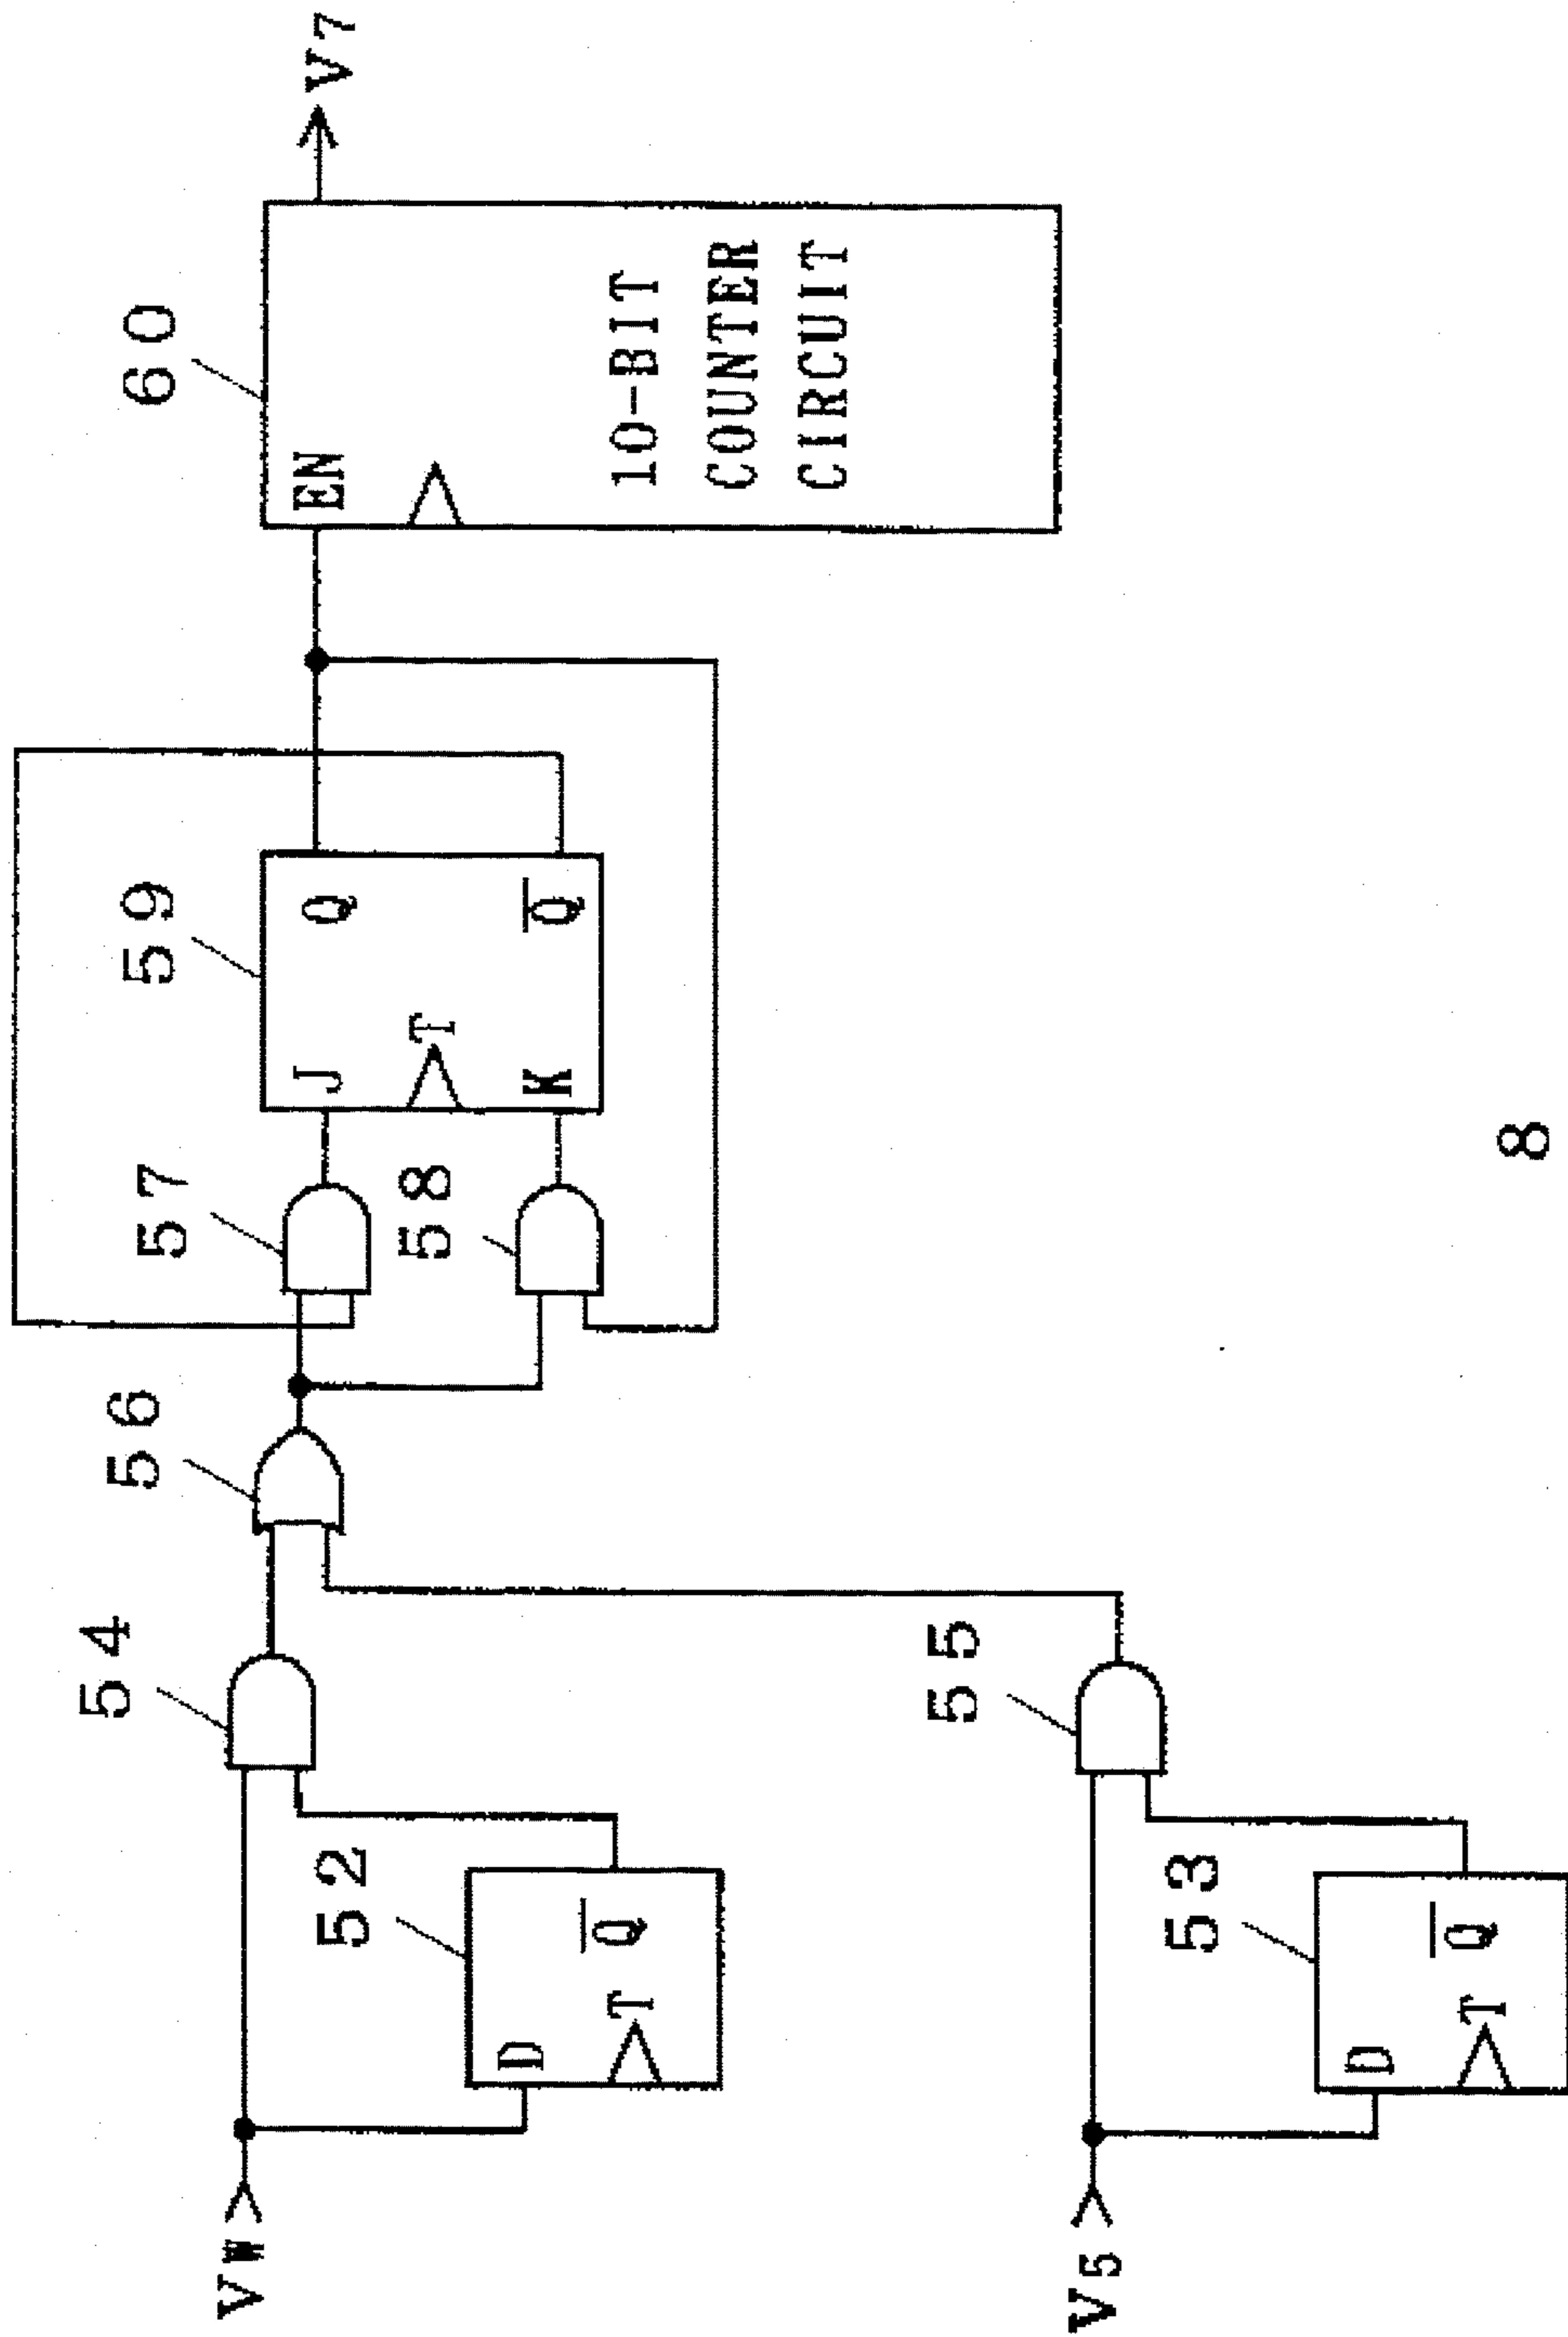 VW
V5
52
D
T
Q
53
D
T
Q
54
55
56
57
58
59
J
T
K
Q
Q
60
EN
10-BIT
COUNTER
CIRCUIT
V7
8